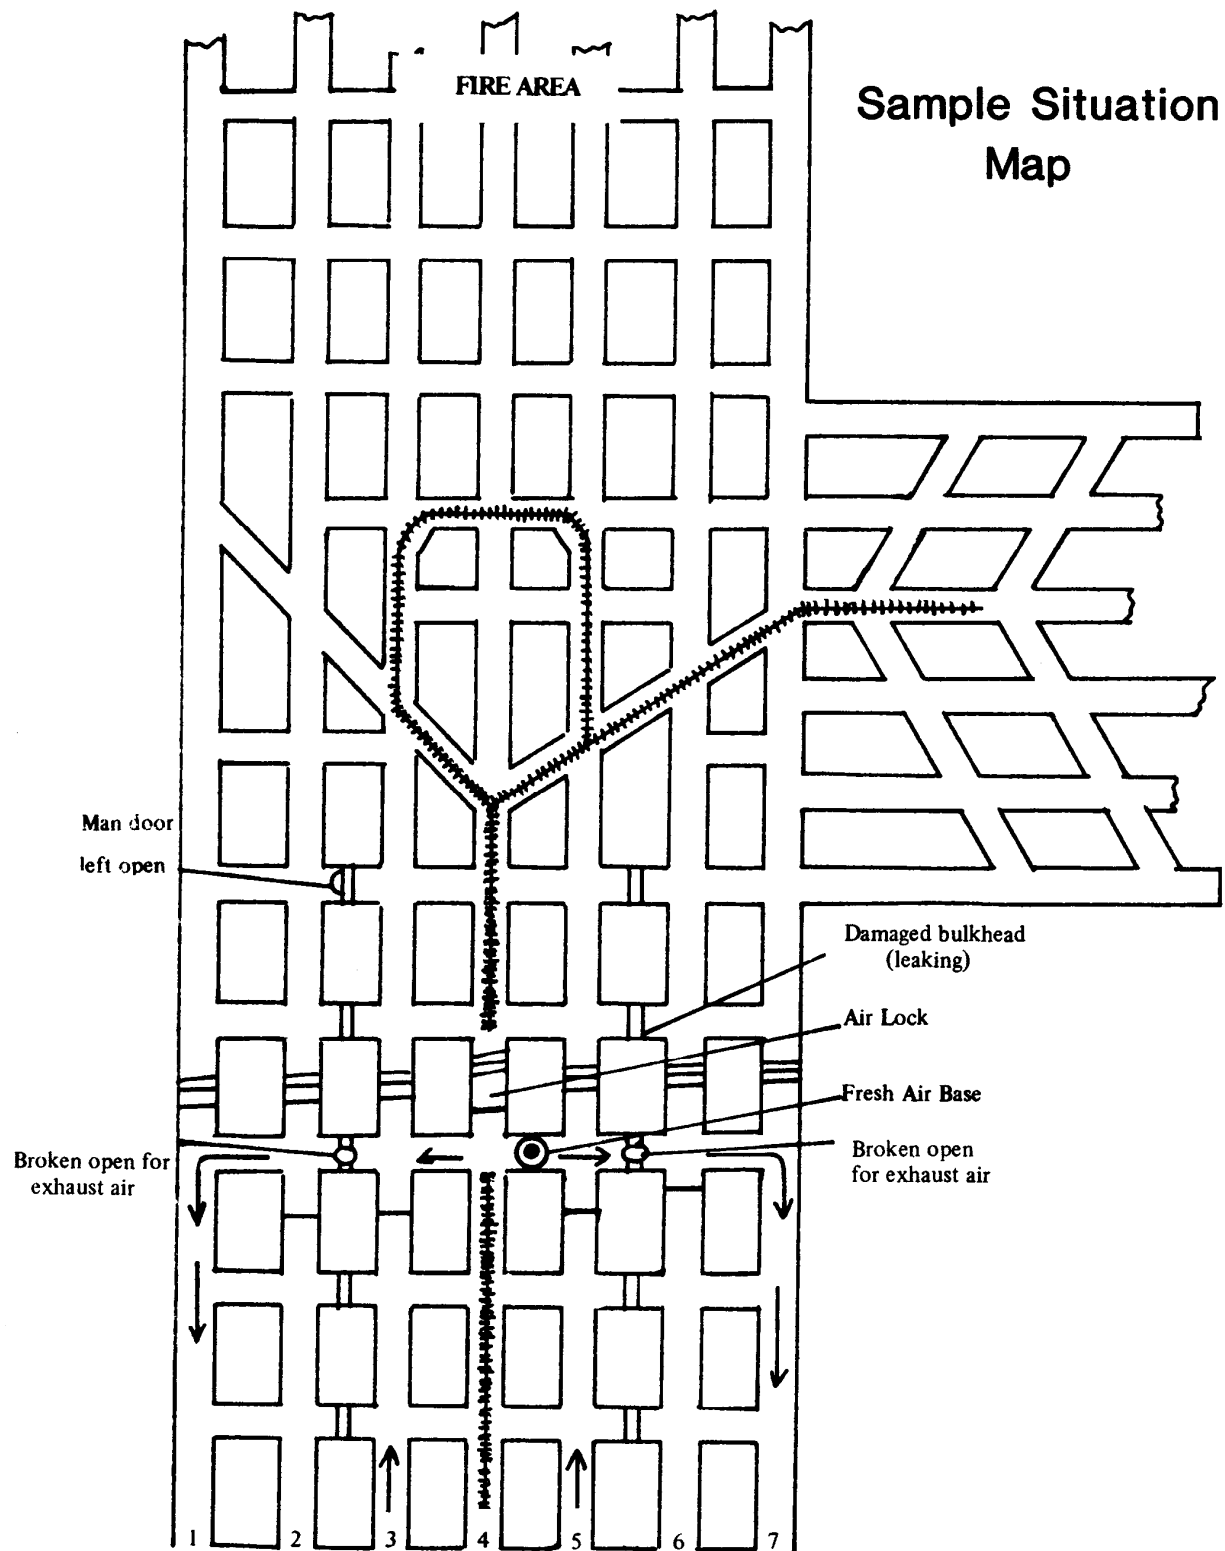 FIRE AREA
Sample Situation
Map
Man door
left open
Damaged bulkhead
(leaking)
Air Lock
Fresh Air Base
Broken open for
exhaust air
Broken open
for exhaust air
1 2 3 4 5 6 7